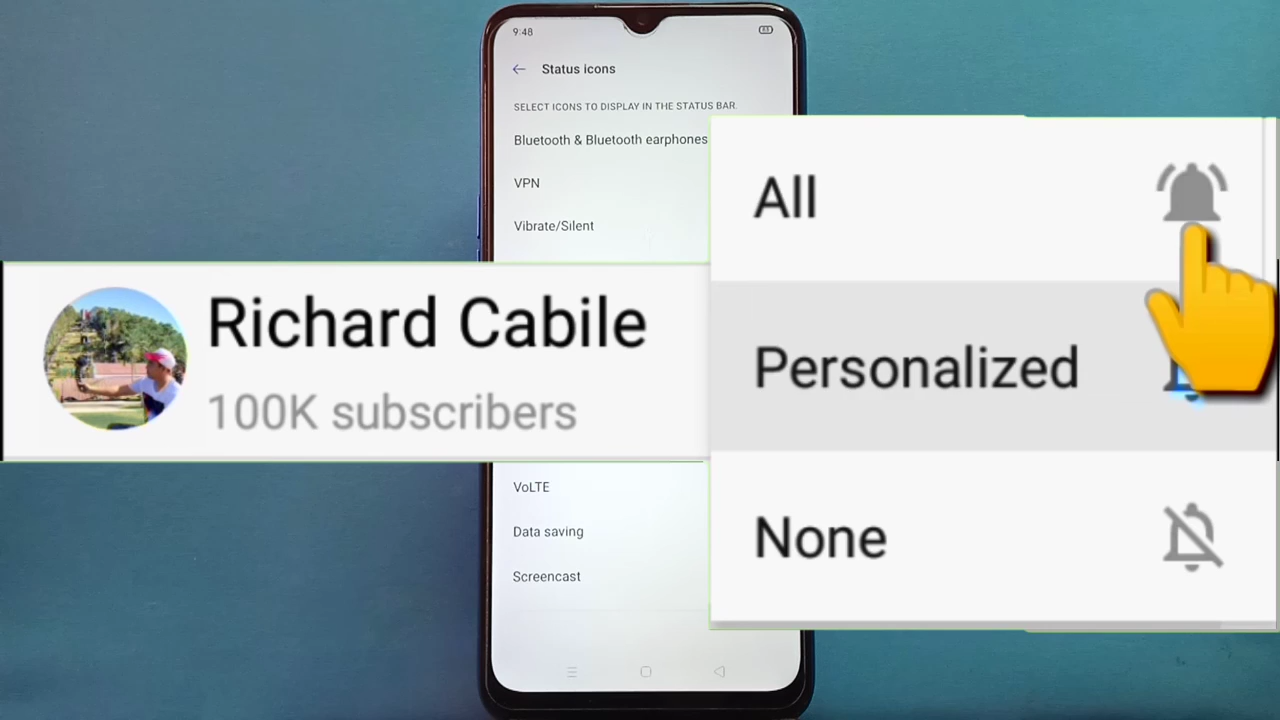 9:48
Status icons
SELECT ICONS TO DISPLAY IN THE STATUS BAR.
Bluetooth & Bluetooth earphones
VPN
Vibrate/Silent
Richard Cabile
100K subscribers
All
Personalized
None
VoLTE
Data saving
Screencast